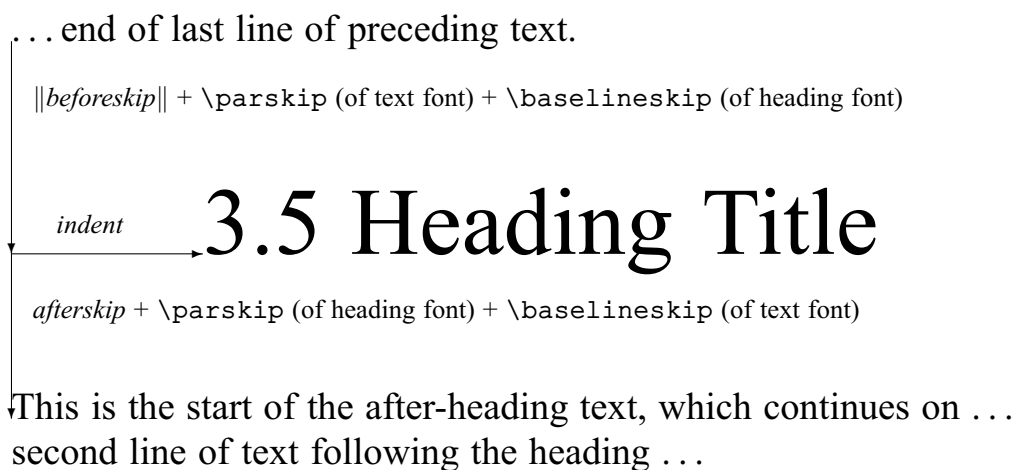 . . . end of last line of preceding text.
‖beforeskip‖ + \parskip (of text font) + \baselineskip (of heading font)
indent
3.5 Heading Title
afterskip + \parskip (of heading font) + \baselineskip (of text font)
This is the start of the after-heading text, which continues on . . .
second line of text following the heading . . .